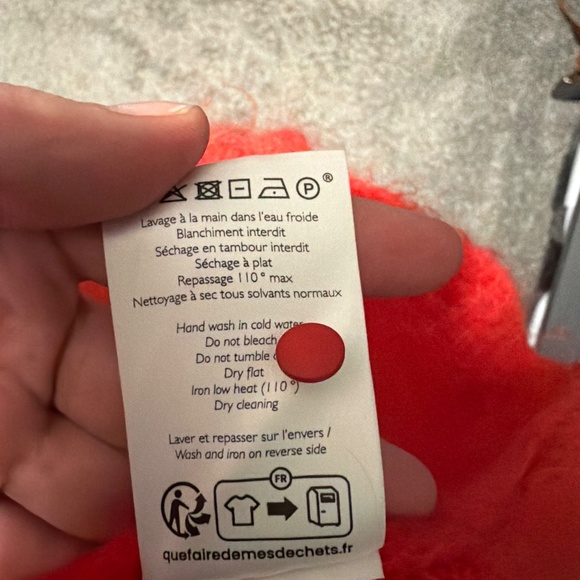 P ®
Lavage à la main dans l'eau froide
Blanchiment interdit
Séchage en tambour interdit
Séchage à plat
Repassage 110° max
Nettoyage à sec tous solvants normaux
Hand wash in cold
Do not bleach
Do not tumble
Dry flat
Iron low heat (110°)
Dry cleaning
Laver et repasser sur l'envers /
Wash and iron on reverse side
FR
quefairedemesdechets.fr